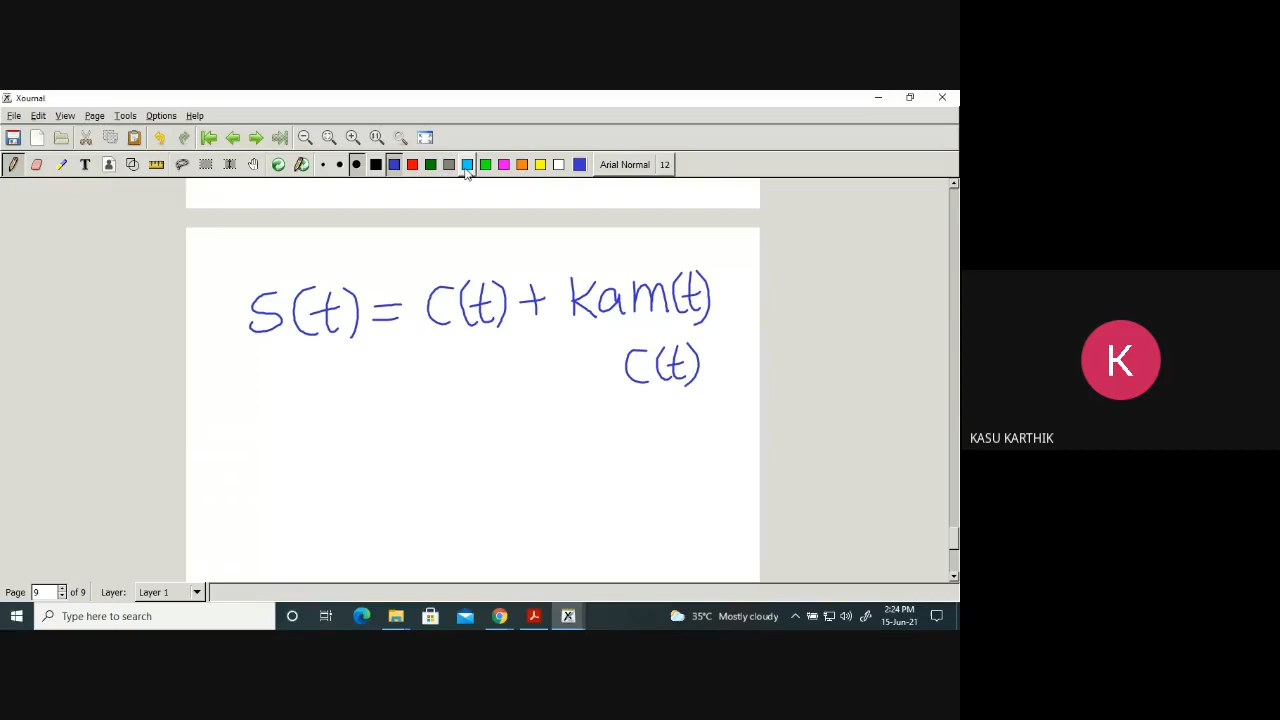 Xournal
File Edit View Page Tools Options Help
Arial Normal 12
S(t) = C(t) + Kam(t)
C(t)
K
KASU KARTHIK
Page 9 of 9 Layer: Layer 1
Type here to search
35°C Mostly cloudy
2:24 PM
15-Jun-21